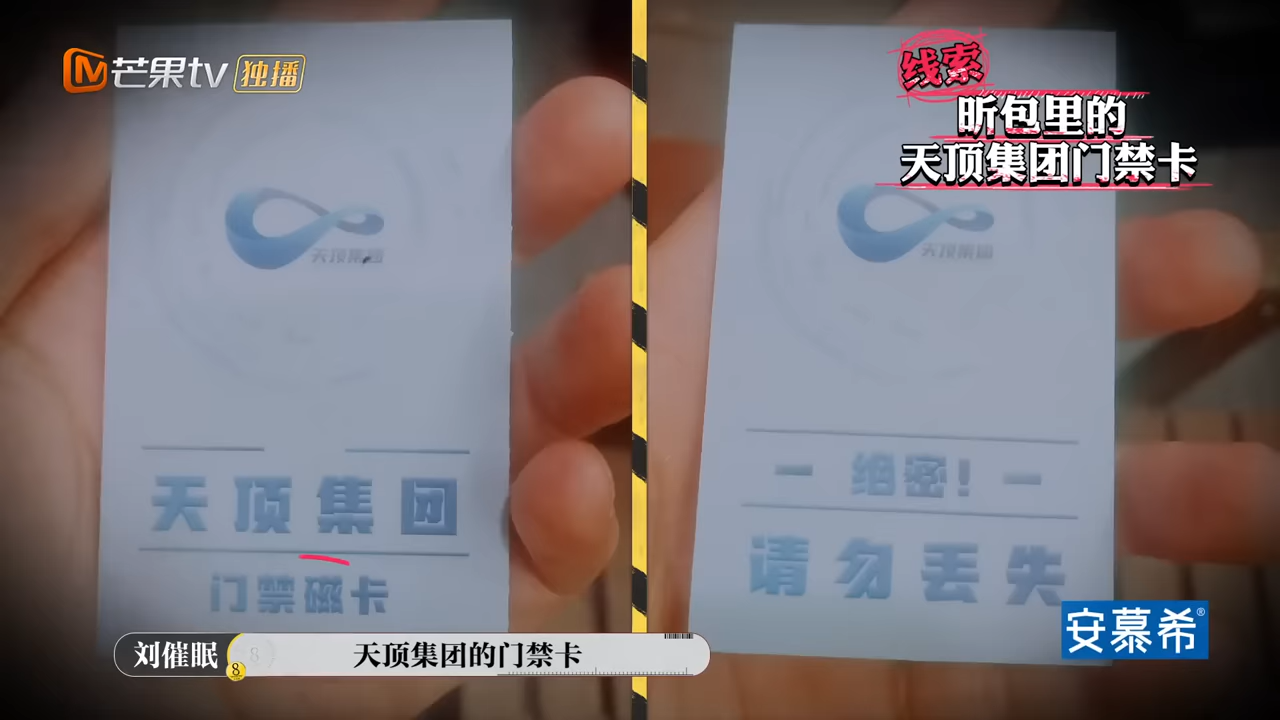 芒果tv 独播
线索
昕包里的
天顶集团门禁卡
天顶集团
天顶集团
门禁磁卡
天顶集团
绝密!
请勿丢失
安慕希®
刘催眠 8 天顶集团的门禁卡